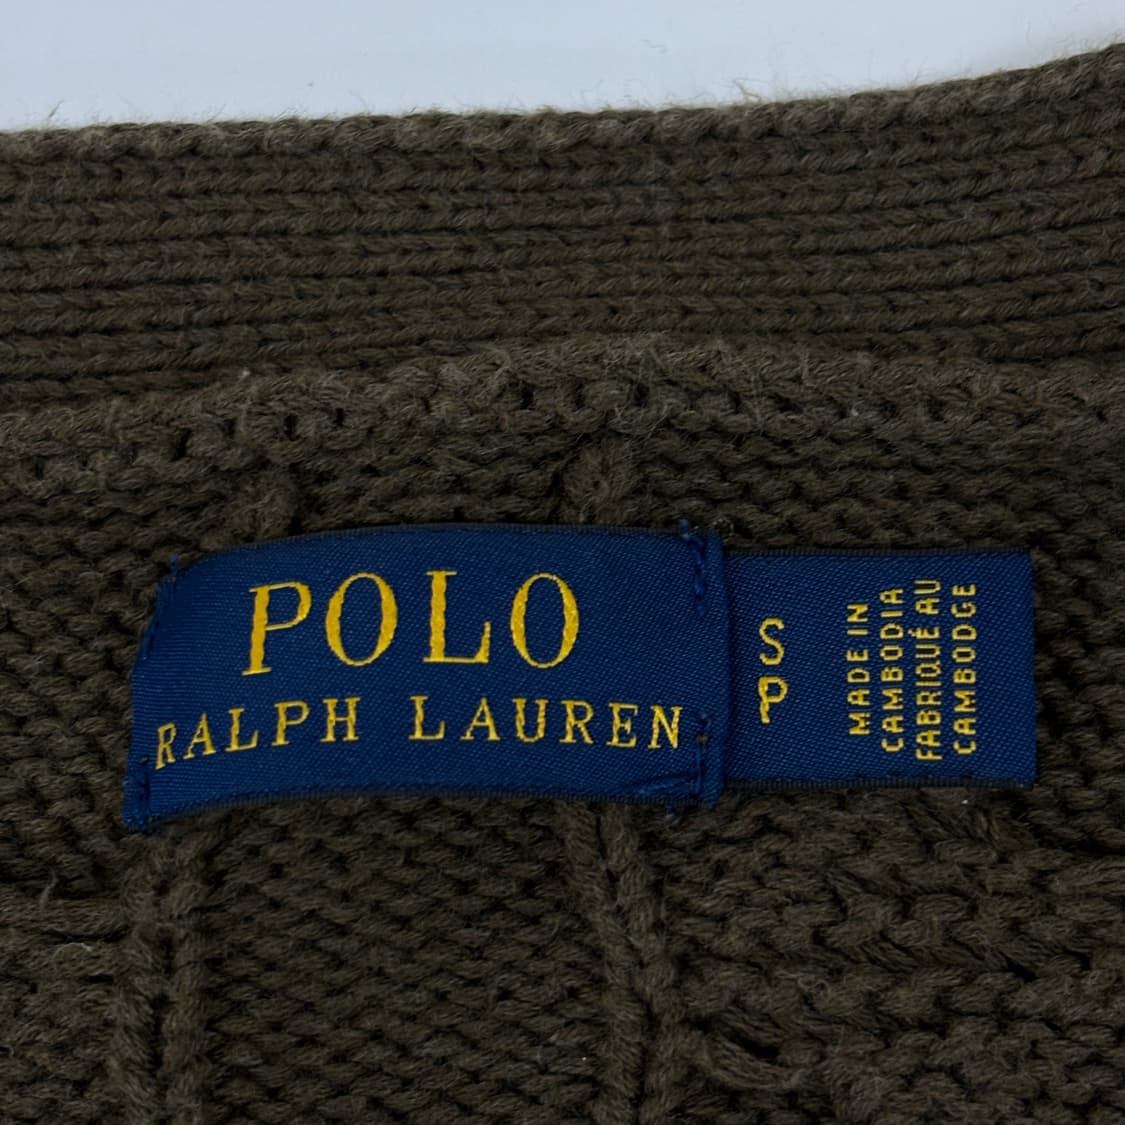 POLO
RALPH LAUREN
S
P
MADE IN
CAMBODIA
FABRIQUÉ AU
CAMBODGE